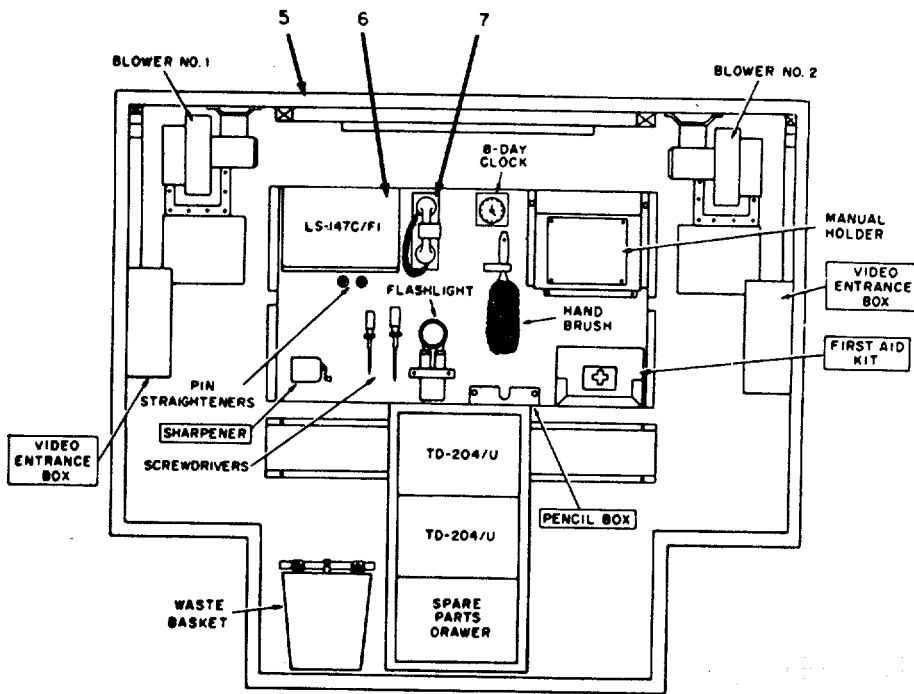 5
6
7
BLOWER NO. 1
BLOWER NO. 2
8-DAY
CLOCK
LS-147C/FI
MANUAL
HOLDER
FLASHLIGHT
VIDEO
ENTRANCE
BOX
HAND
BRUSH
FIRST AID
KIT
PIN
STRAIGHTENERS
SHARPENER
VIDEO
ENTRANCE
BOX
SCREWDRIVERS
TD-204/U
PENCIL BOX
TD-204/U
WASTE
BASKET
SPARE
PARTS
DRAWER